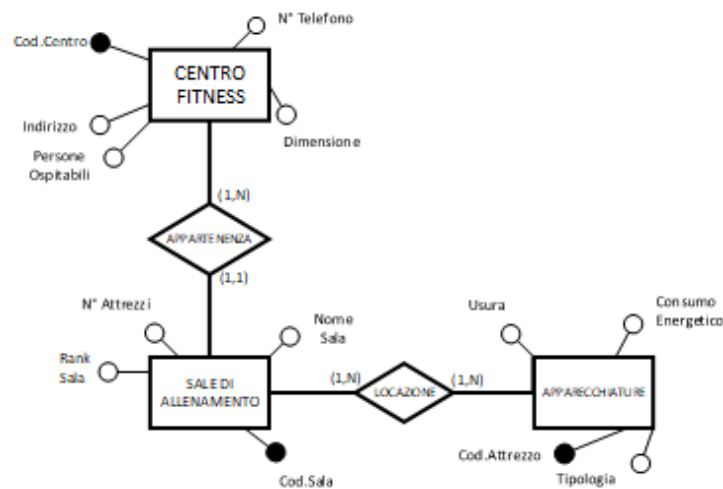 N° Telefono
Cod.Centro
CENTRO
FITNESS
Indirizzo
Dimensione
Persone
Ospitabili
(1,N)
APPARTENENZA
(1,1)
N° Attrezzi
Nome
Sala
Usura
Consumo
Energetico
Rank
Sala
SALE DI
ALLENAMENTO
(1,N)
LOCAZIONE
(1,N)
APPARECCHIATURE
Cod.Attrezzo
Tipologia
Cod.Sala